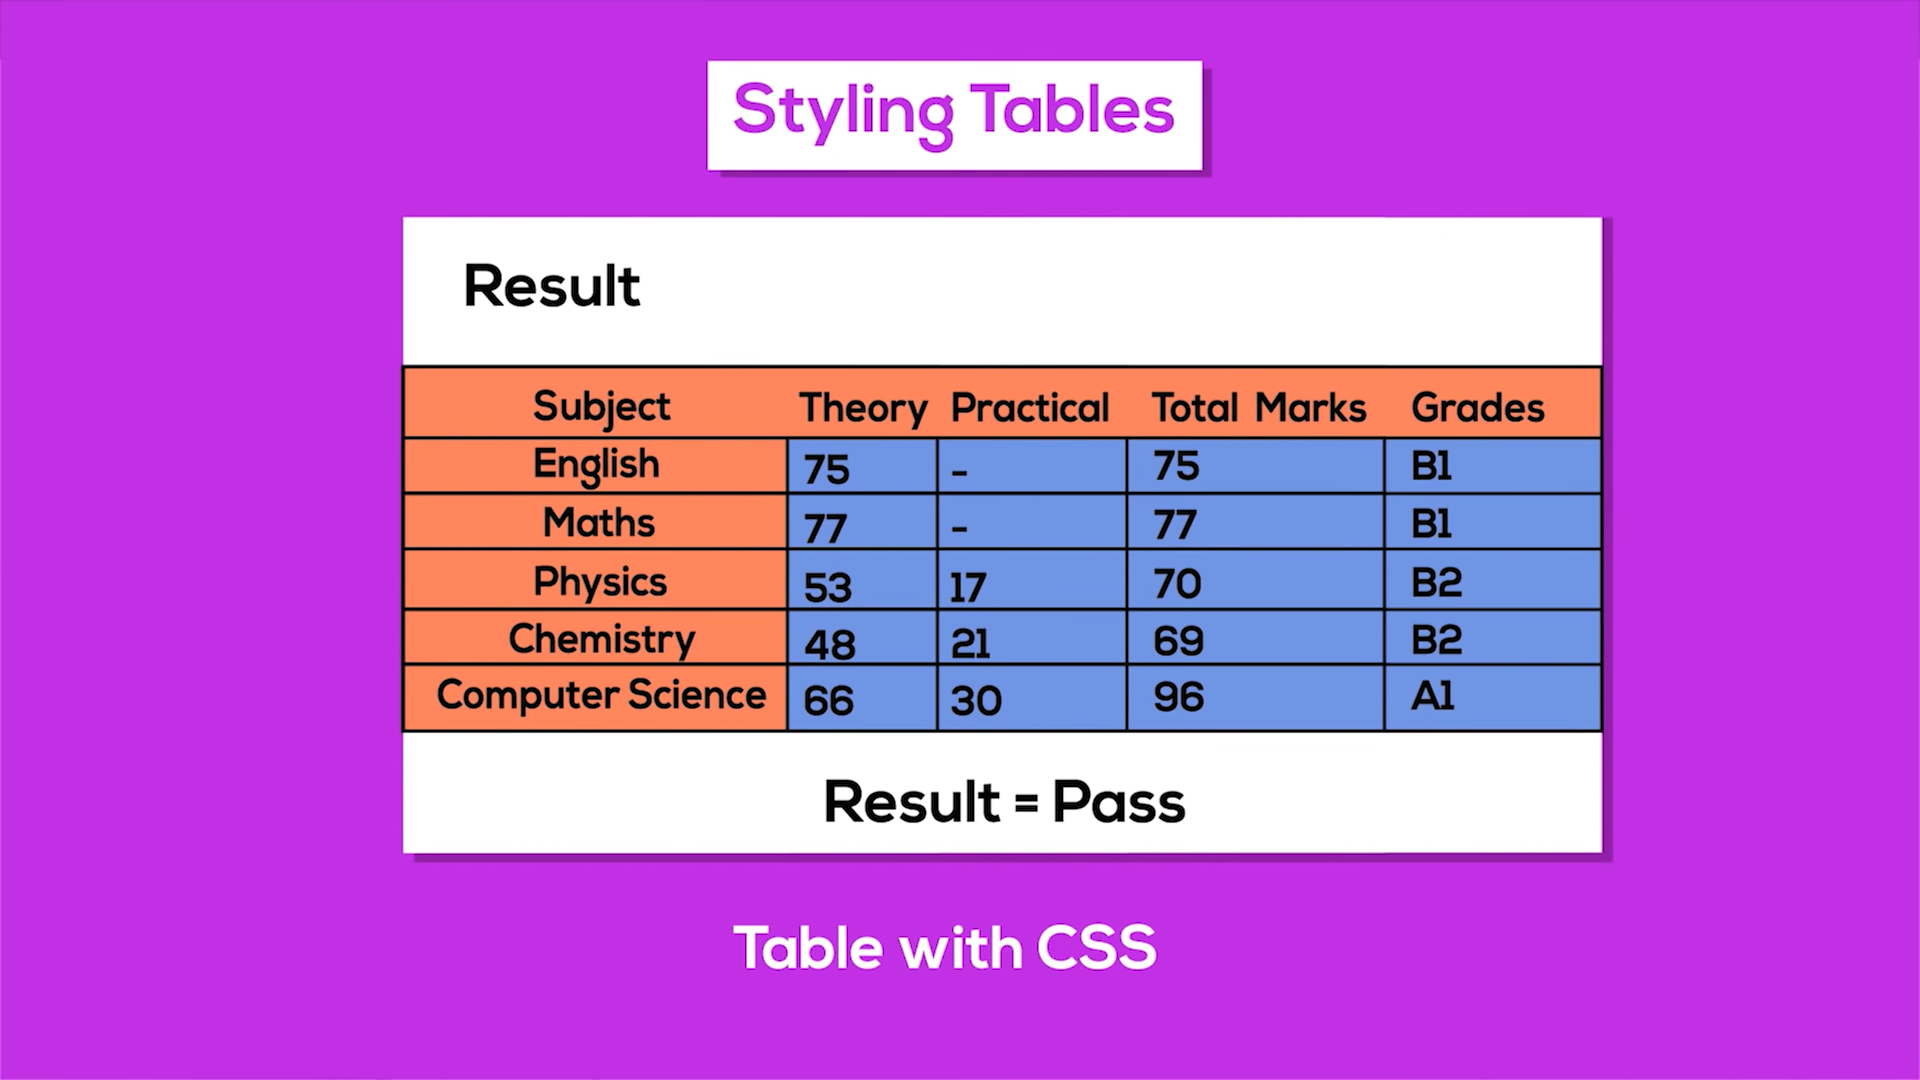 Styling Tables
Result
Subject Theory Practical Total Marks Grades
English 75 - 75 B1
Maths 77 - 77 B1
Physics 53 17 70 B2
Chemistry 48 21 69 B2
Computer Science 66 30 96 A1
Result = Pass
Table with CSS